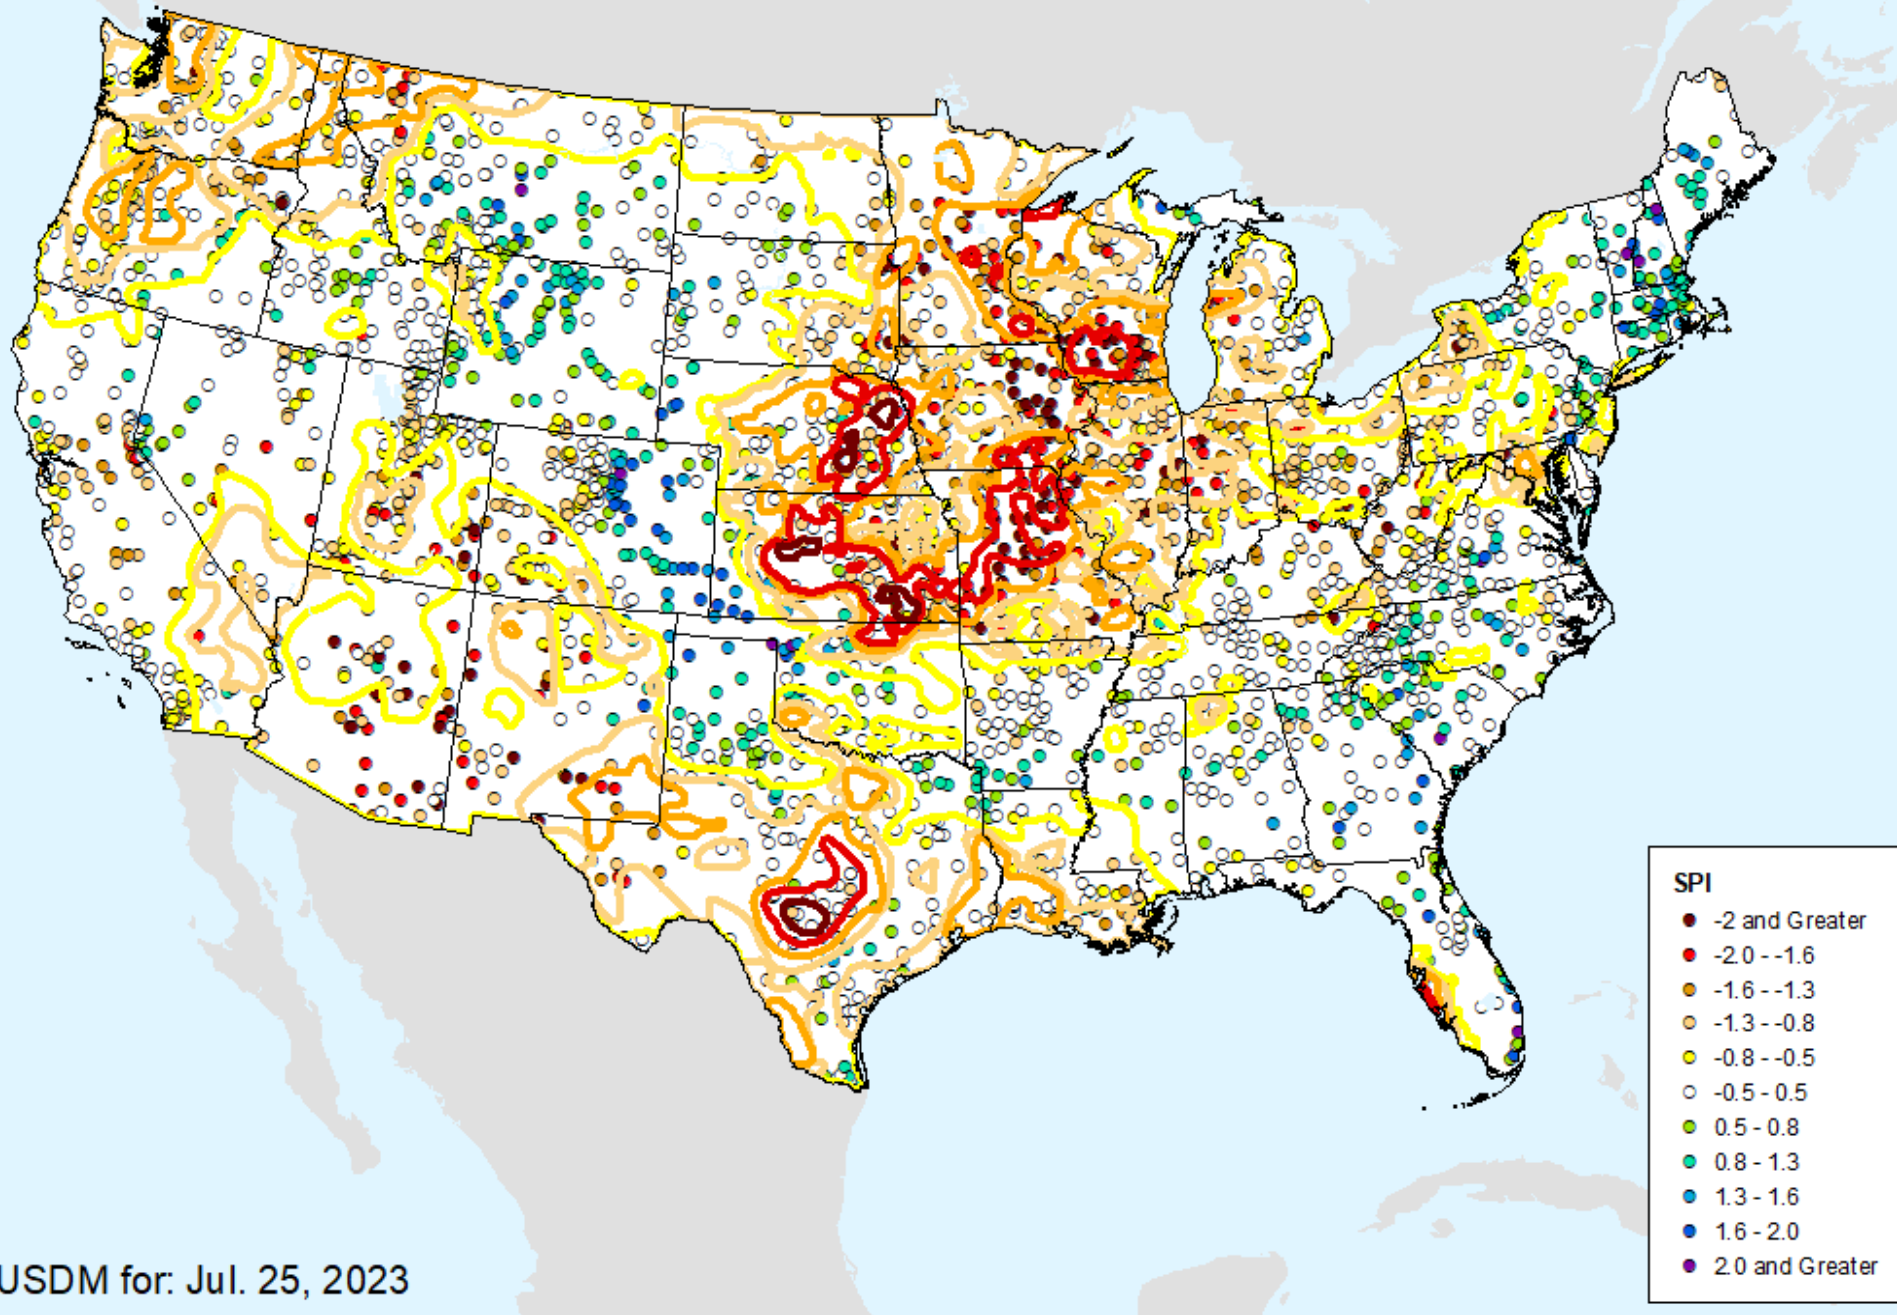 SPI
-2 and Greater
-2.0 - -1.6
-1.6 - -1.3
-1.3 - -0.8
-0.8 - -0.5
-0.5 - 0.5
0.5 - 0.8
0.8 - 1.3
1.3 - 1.6
1.6 - 2.0
2.0 and Greater
USDM for: Jul. 25, 2023